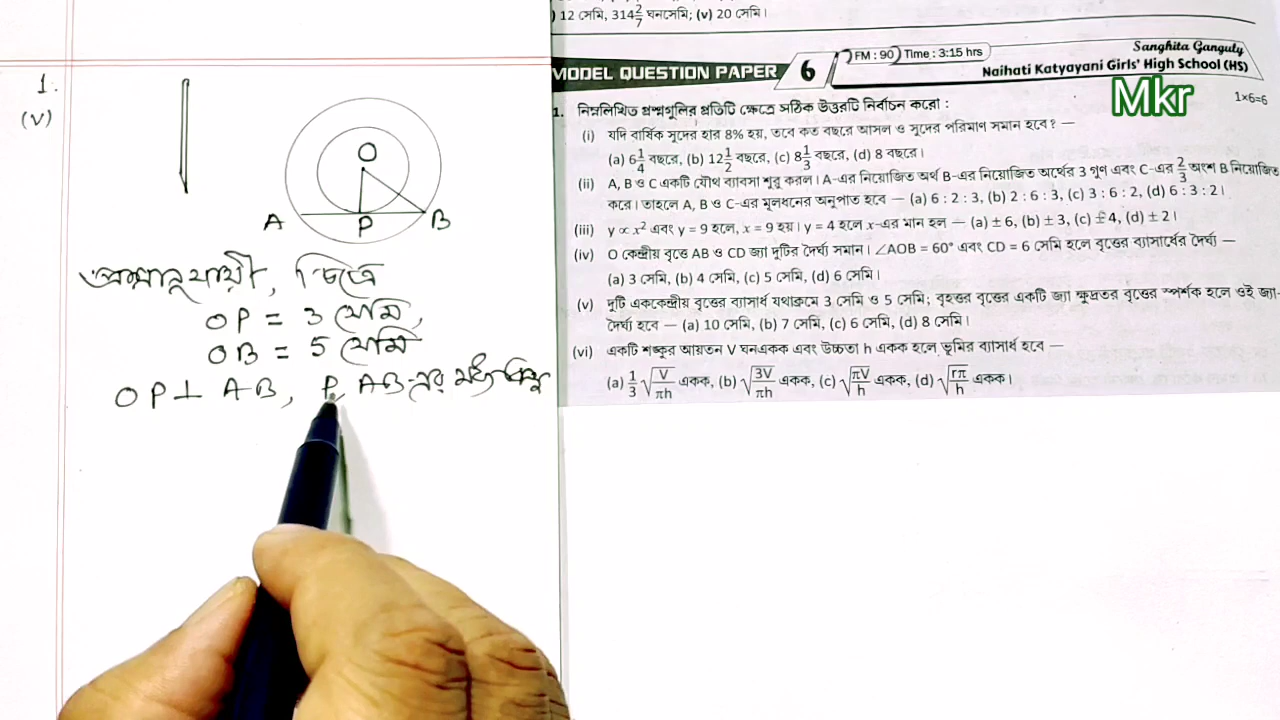 ) 12 সেমি, 314 2/7 ঘনসেমি; (v) 20 সেমি।
MODEL QUESTION PAPER 6
FM : 90 Time : 3:15 hrs
Sanghita Ganguly
Naihati Katyayani Girls' High School (HS)
Mkr
1. নিম্নলিখিত প্রশ্নগুলির প্রতিটি ক্ষেত্রে সঠিক উত্তরটি নির্বাচন করো : 1×6=6
(i) যদি বার্ষিক সুদের হার 8% হয়, তবে কত বছরে আসল ও সুদের পরিমাণ সমান হবে? —
(a) 6 1/4 বছরে, (b) 12 1/2 বছরে, (c) 8 1/3 বছরে, (d) 8 বছরে।
(ii) A, B ও C একটি যৌথ ব্যাবসা শুরু করল। A-এর নিয়োজিত অর্থ B-এর নিয়োজিত অর্থের 3 গুণ এবং C-এর 2/3 অংশ B নিয়োজিত
করে। তাহলে A, B ও C-এর মূলধনের অনুপাত হবে — (a) 6 : 2 : 3, (b) 2 : 6 : 3, (c) 3 : 6 : 2, (d) 6 : 3 : 2।
(iii) y ∝ x² এবং y = 9 হলে, x = 9 হয়। y = 4 হলে x-এর মান হল — (a) ± 6, (b) ± 3, (c) ± 4, (d) ± 2।
(iv) O কেন্দ্রীয় বৃত্তে AB ও CD জ্যা দুটির দৈর্ঘ্য সমান। ∠AOB = 60° এবং CD = 6 সেমি হলে বৃত্তের ব্যাসার্ধের দৈর্ঘ্য —
(a) 3 সেমি, (b) 4 সেমি, (c) 5 সেমি, (d) 6 সেমি।
(v) দুটি এককেন্দ্রীয় বৃত্তের ব্যাসার্ধ যথাক্রমে 3 সেমি ও 5 সেমি; বৃহত্তর বৃত্তের একটি জ্যা ক্ষুদ্রতর বৃত্তের স্পর্শক হলে ওই জ্যা-
দৈর্ঘ্য হবে — (a) 10 সেমি, (b) 7 সেমি, (c) 6 সেমি, (d) 8 সেমি।
(vi) একটি শঙ্কুর আয়তন V ঘনএকক এবং উচ্চতা h একক হলে ভূমির ব্যাসার্ধ হবে —
(a) 1/3 √(V/πh) একক, (b) √(3V/πh) একক, (c) √(πV/h) একক, (d) √(rπ/h) একক।
1.
(v)
O
A P B
চিত্রে
OP = 3 সেমি,
OB = 5 সেমি
OP ⊥ AB, P, AB এর মধ্যবিন্দু